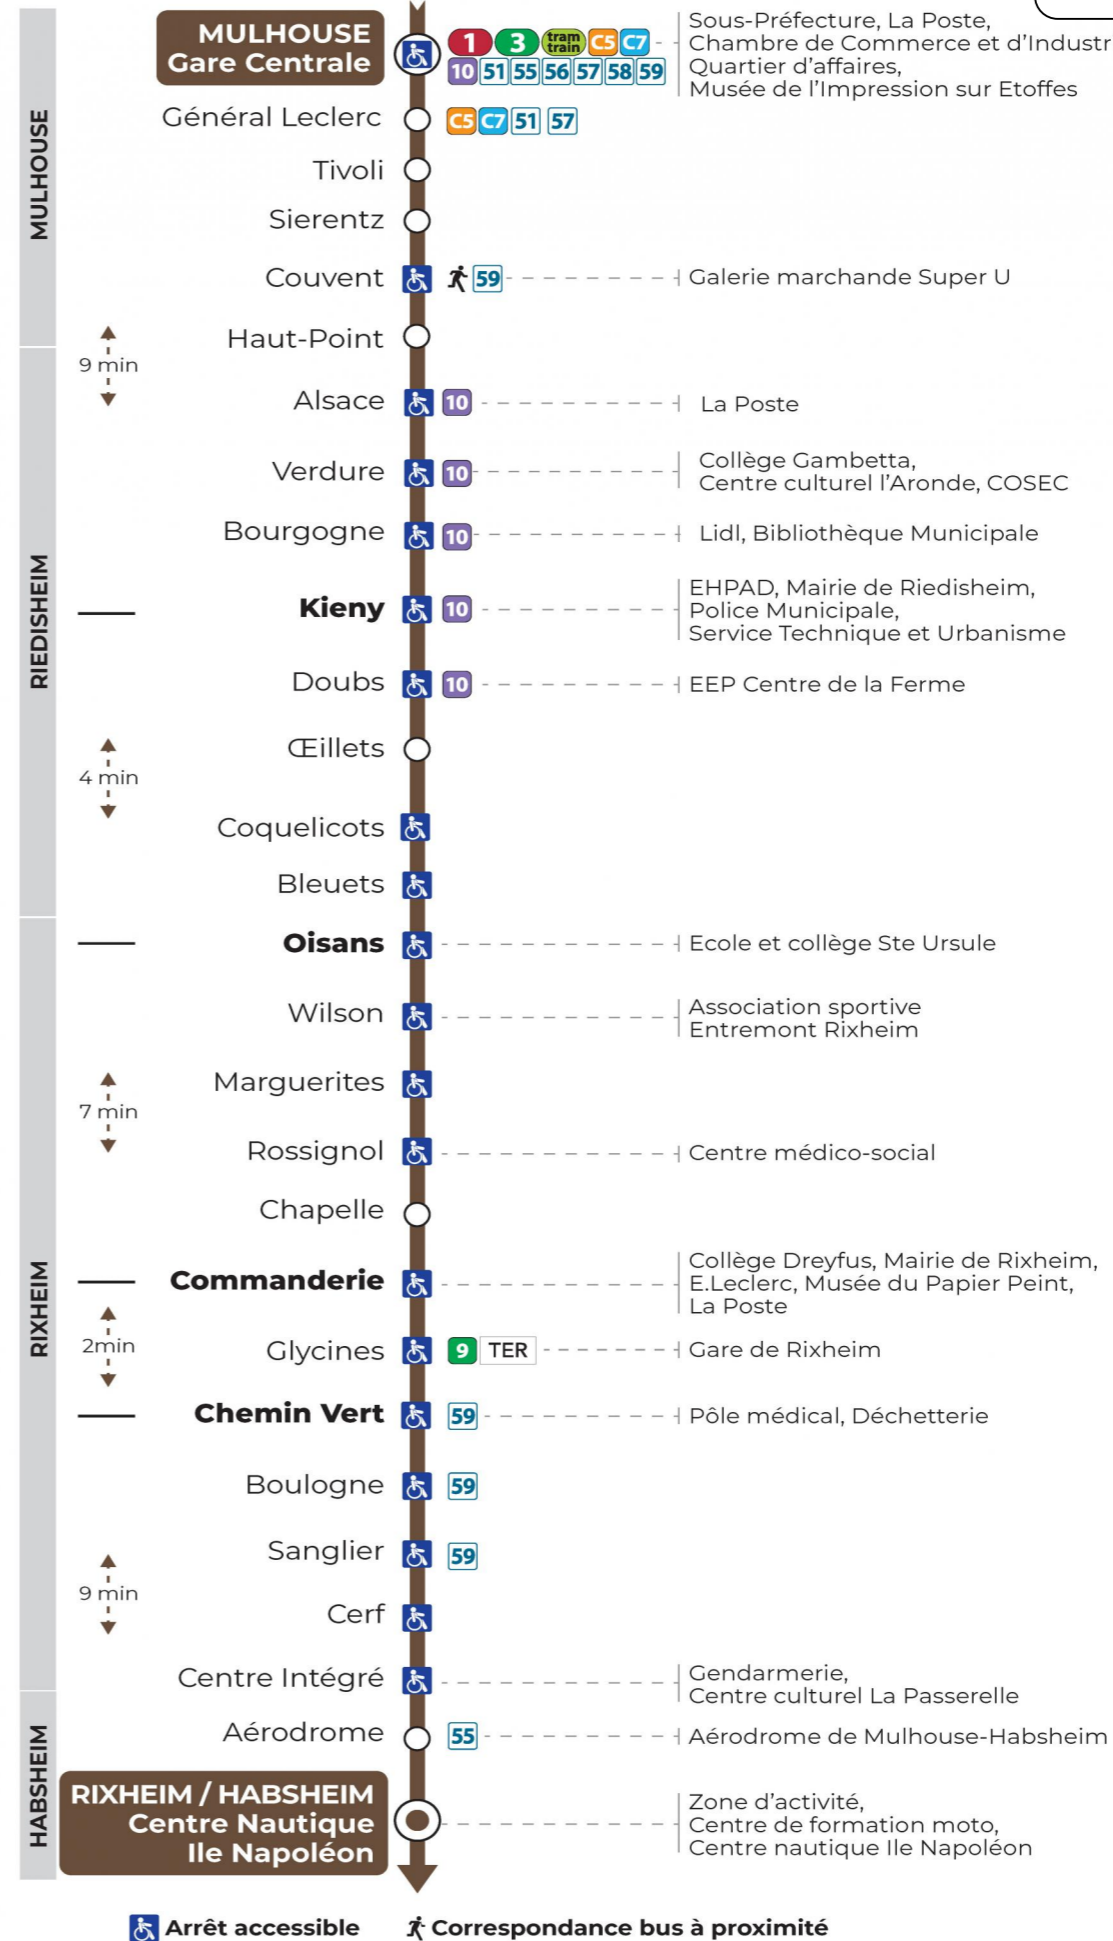 MULHOUSE
MULHOUSE
Gare Centrale
1 3 tram train C5 C7
10 51 55 56 57 58 59
Sous-Préfecture, La Poste,
Chambre de Commerce et d'Industr
Quartier d'affaires,
Musée de l'Impression sur Etoffes
Général Leclerc C5 C7 51 57
Tivoli
Sierentz
Couvent 59 Galerie marchande Super U
Haut-Point
9 min
RIEDISHEIM
Alsace 10 La Poste
Verdure 10
Collège Gambetta,
Centre culturel l'Aronde, COSEC
Bourgogne 10 Lidl, Bibliothèque Municipale
Kieny 10
EHPAD, Mairie de Riedisheim,
Police Municipale,
Service Technique et Urbanisme
Doubs 10 EEP Centre de la Ferme
Œillets
4 min
Coquelicots
Bleuets
RIXHEIM
Oisans Ecole et collège Ste Ursule
Wilson
Association sportive
Entremont Rixheim
Marguerites
7 min
Rossignol Centre médico-social
Chapelle
Commanderie
Collège Dreyfus, Mairie de Rixheim,
E.Leclerc, Musée du Papier Peint,
La Poste
2min
Glycines 9 TER Gare de Rixheim
Chemin Vert 59 Pôle médical, Déchetterie
Boulogne 59
Sanglier 59
9 min
Cerf
Centre Intégré
Gendarmerie,
Centre culturel La Passerelle
HABSHEIM
Aérodrome 55 Aérodrome de Mulhouse-Habsheim
RIXHEIM / HABSHEIM
Centre Nautique
Ile Napoléon
Zone d'activité,
Centre de formation moto,
Centre nautique Ile Napoléon
Arrêt accessible Correspondance bus à proximité